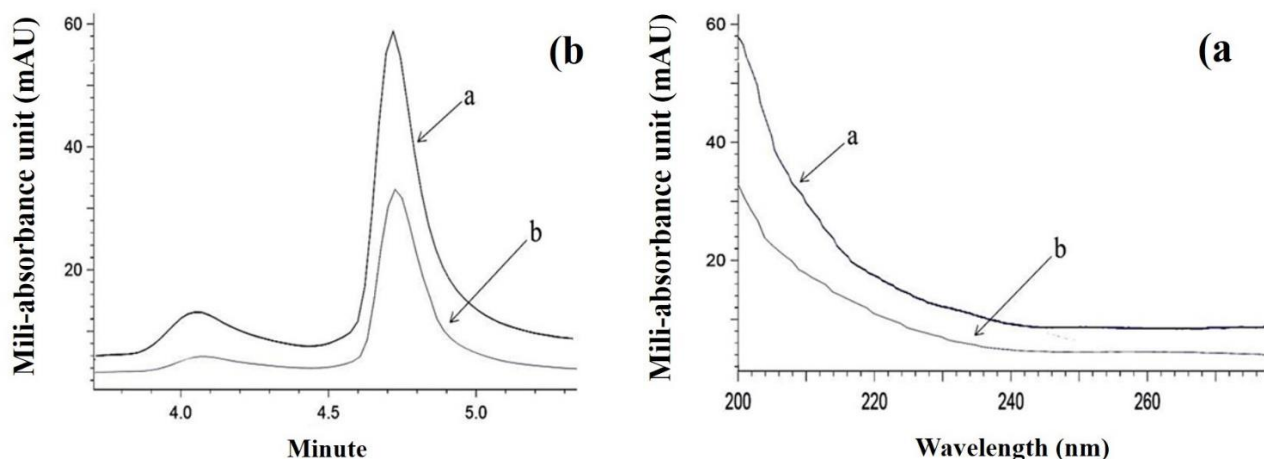 Mili-absorbance unit (mAU)
60
40
20
(b)
a
b
4.0
4.5
5.0
Minute
Mili-absorbance unit (mAU)
60
40
20
(a
a
b
200
220
240
260
Wavelength (nm)